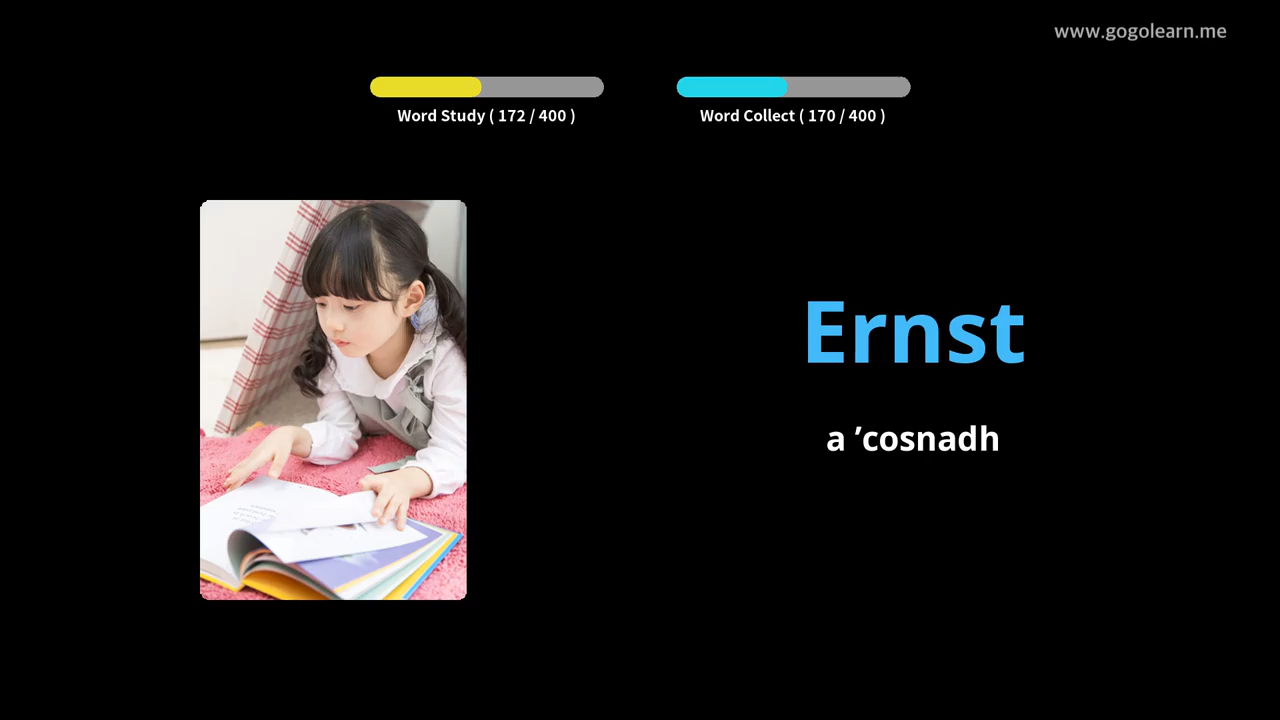 www.gogolearn.me
Word Study ( 172 / 400 )
Word Collect ( 170 / 400 )
Ernst
a ’cosnadh